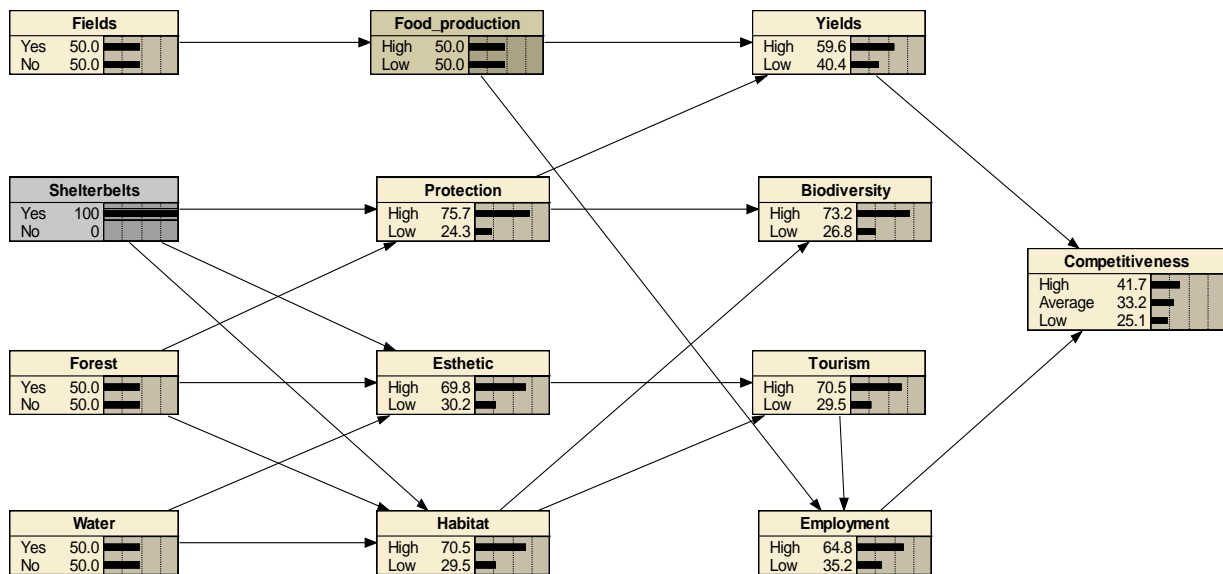 Fields
Yes 50.0
No 50.0
Food_production
High 50.0
Low 50.0
Yields
High 59.6
Low 40.4
Shelterbelts
Yes 100
No 0
Protection
High 75.7
Low 24.3
Biodiversity
High 73.2
Low 26.8
Competitiveness
High 41.7
Average 33.2
Low 25.1
Forest
Yes 50.0
No 50.0
Esthetic
High 69.8
Low 30.2
Tourism
High 70.5
Low 29.5
Water
Yes 50.0
No 50.0
Habitat
High 70.5
Low 29.5
Employment
High 64.8
Low 35.2